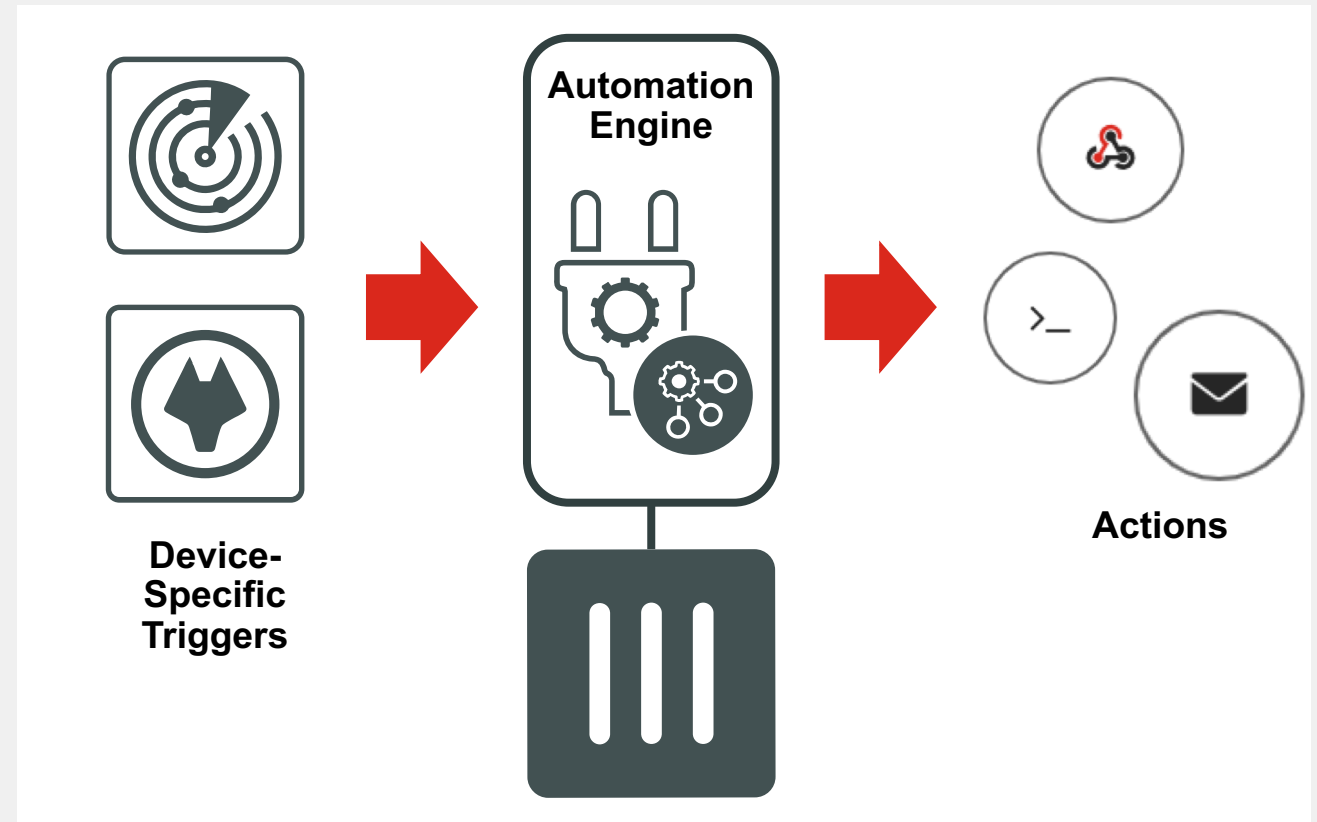 Automation
Engine
>_
Device-
Specific
Triggers
Actions